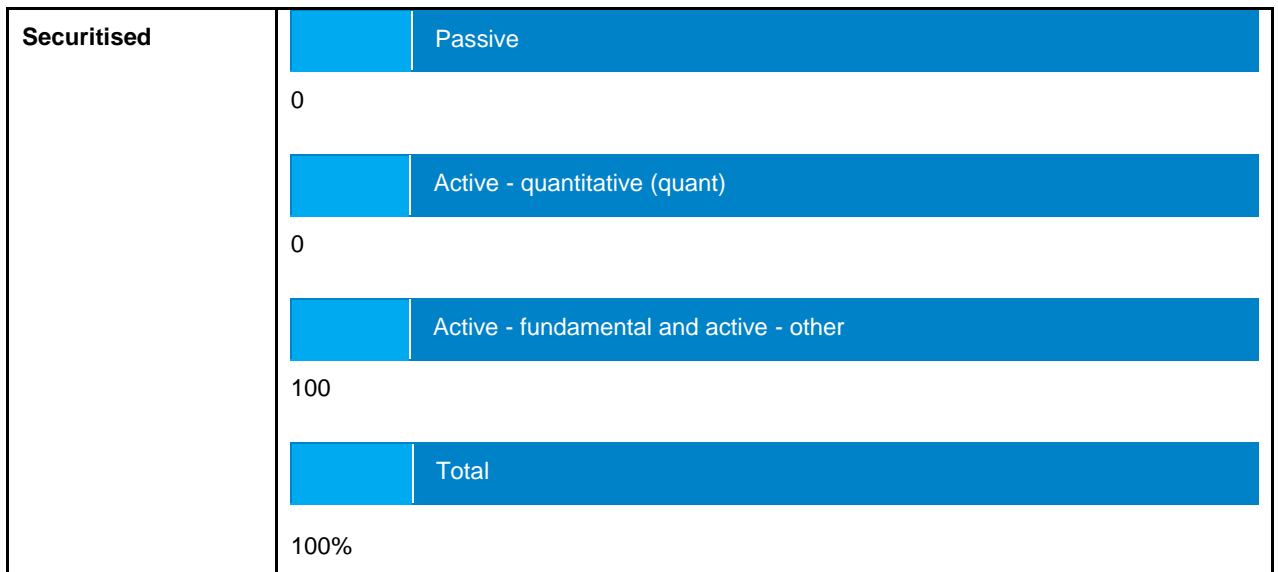 Securitised
Passive
0
Active - quantitative (quant)
0
Active - fundamental and active - other
100
Total
100%